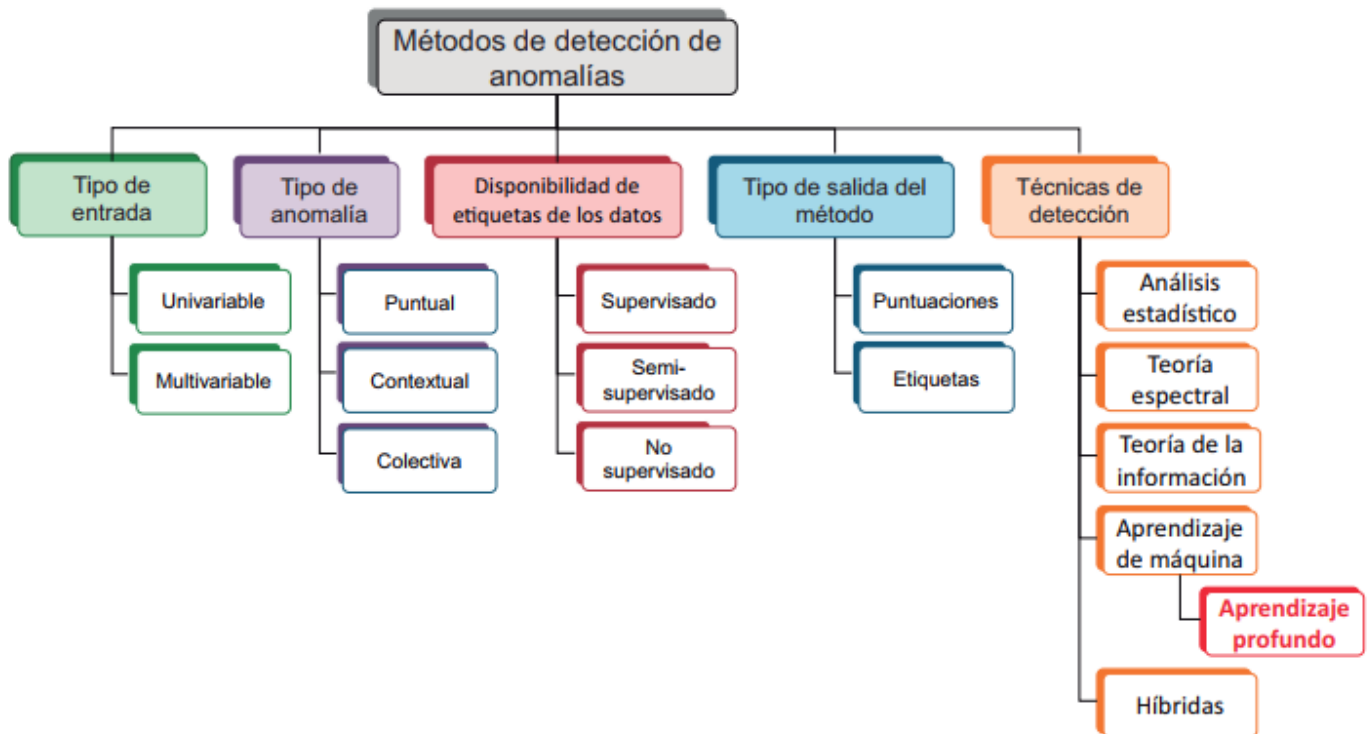 Métodos de detección de
anomalías
Tipo de
entrada
Univariable
Multivariable
Tipo de
anomalía
Puntual
Contextual
Colectiva
Disponibilidad de
etiquetas de los datos
Supervisado
Semi-
supervisado
No
supervisado
Tipo de salida del
método
Puntuaciones
Etiquetas
Técnicas de
detección
Análisis
estadístico
Teoría
espectral
Teoría de la
información
Aprendizaje
de máquina
Aprendizaje
profundo
Híbridas